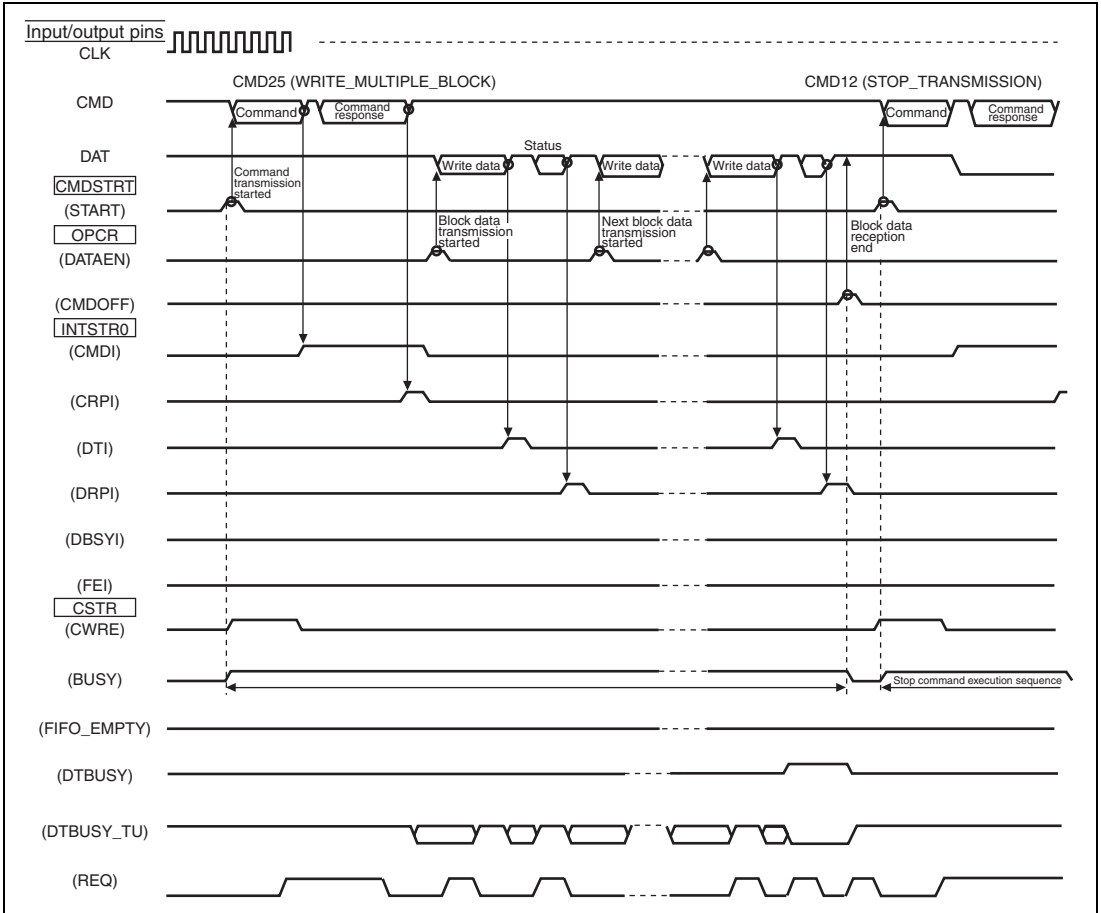 Input/output pins
CLK
CMD25 (WRITE_MULTIPLE_BLOCK)
CMD12 (STOP_TRANSMISSION)
CMD
Command
Command
response
Command
Command
response
DAT
Status
Write data
Write data
Write data
Command
transmission
started
CMDSTRT
(START)
Block data
transmission
started
Next block data
transmission
started
Block data
reception
end
OPCR
(DATAEN)
(CMDOFF)
INTSTR0
(CMDI)
(CRPI)
(DTI)
(DRPI)
(DBSYI)
(FEI)
CSTR
(CWRE)
(BUSY)
Stop command execution sequence
(FIFO_EMPTY)
(DTBUSY)
(DTBUSY_TU)
(REQ)